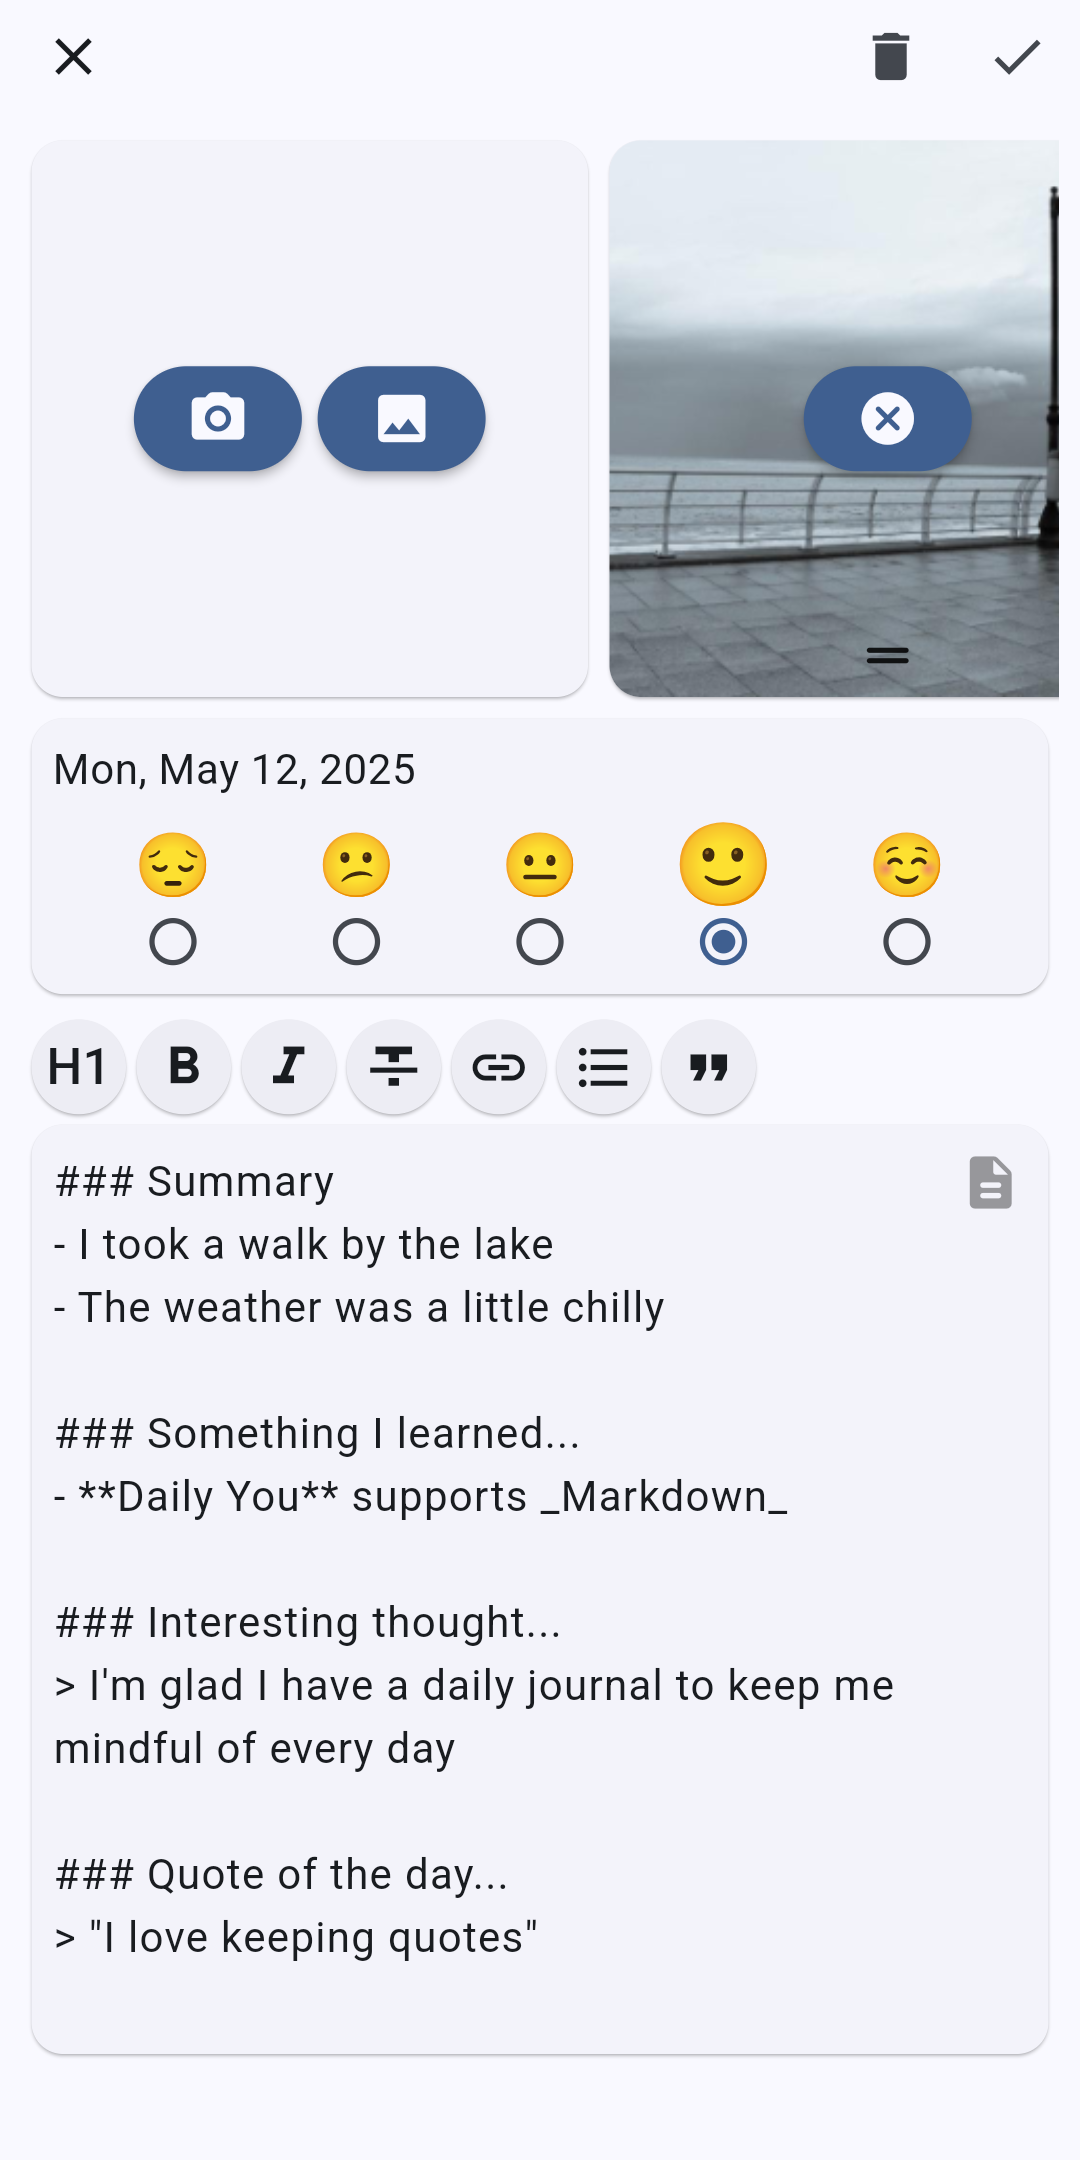 Mon, May 12, 2025
H1 B I
### Summary
- I took a walk by the lake
- The weather was a little chilly
### Something I learned...
- **Daily You** supports _Markdown_
### Interesting thought...
> I'm glad I have a daily journal to keep me
mindful of every day
### Quote of the day...
> "I love keeping quotes"